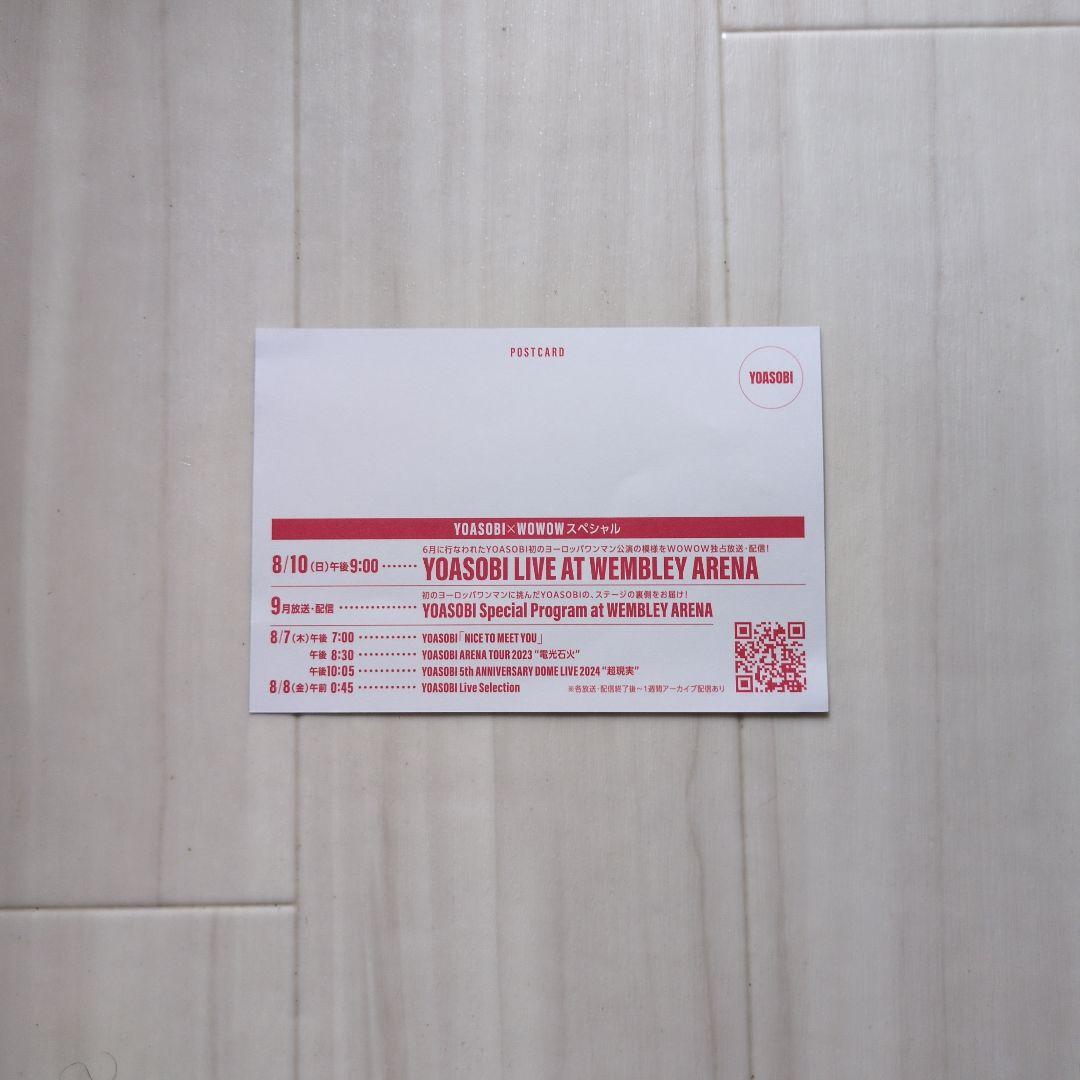 POSTCARD
YOASOBI
YOASOBI×WOWOWスペシャル
6月に行なわれたYOASOBI初のヨーロッパワンマン公演の模様をWOWOW独占放送・配信!
8/10(日)午後9:00 ······· YOASOBI LIVE AT WEMBLEY ARENA
初のヨーロッパワンマンに挑んだYOASOBIの、ステージの裏側をお届け!
9月放送・配信 ··············· YOASOBI Special Program at WEMBLEY ARENA
8/7(木)午後 7:00 ············ YOASOBI「NICE TO MEET YOU」
午後 8:30 ············ YOASOBI ARENA TOUR 2023 "電光石火"
午後10:05 ············ YOASOBI 5th ANNIVERSARY DOME LIVE 2024 "超現実"
8/8(金)午前 0:45 ············ YOASOBI Live Selection
※各放送・配信終了後~1週間アーカイブ配信あり